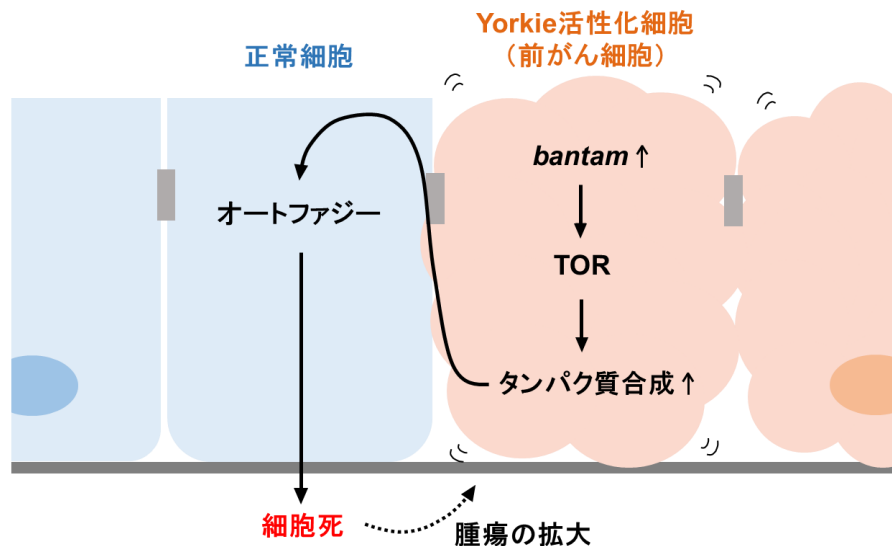 Yorkie活性化細胞
正常細胞
（前がん細胞）
bantam↑
オートファジー
TOR
タンパク質合成↑
細胞死
腫瘍の拡大